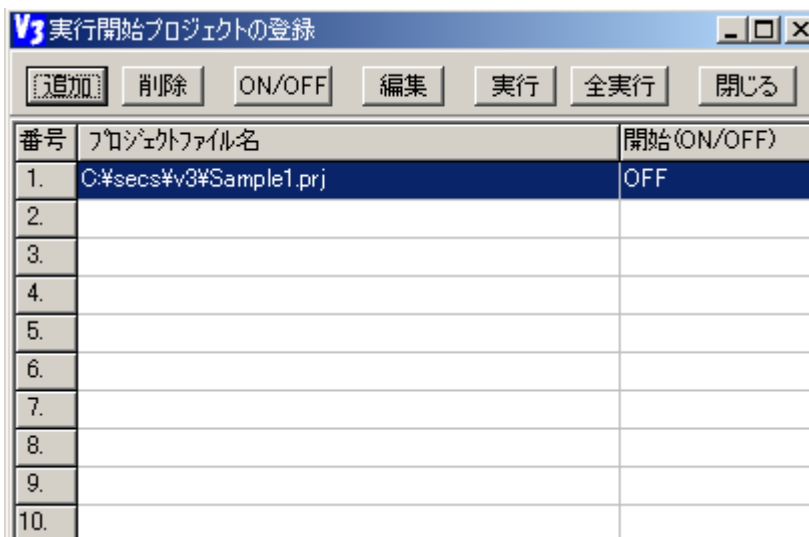 V3 実行開始プロジェクトの登録
追加 削除 ON/OFF 編集 実行 全実行 閉じる
番号 ﾌﾟﾛｼﾞｪｸﾄﾌｧｲﾙ名 開始(ON/OFF)
1. C:¥secs¥v3¥Sample1.prj OFF
2.
3.
4.
5.
6.
7.
8.
9.
10.